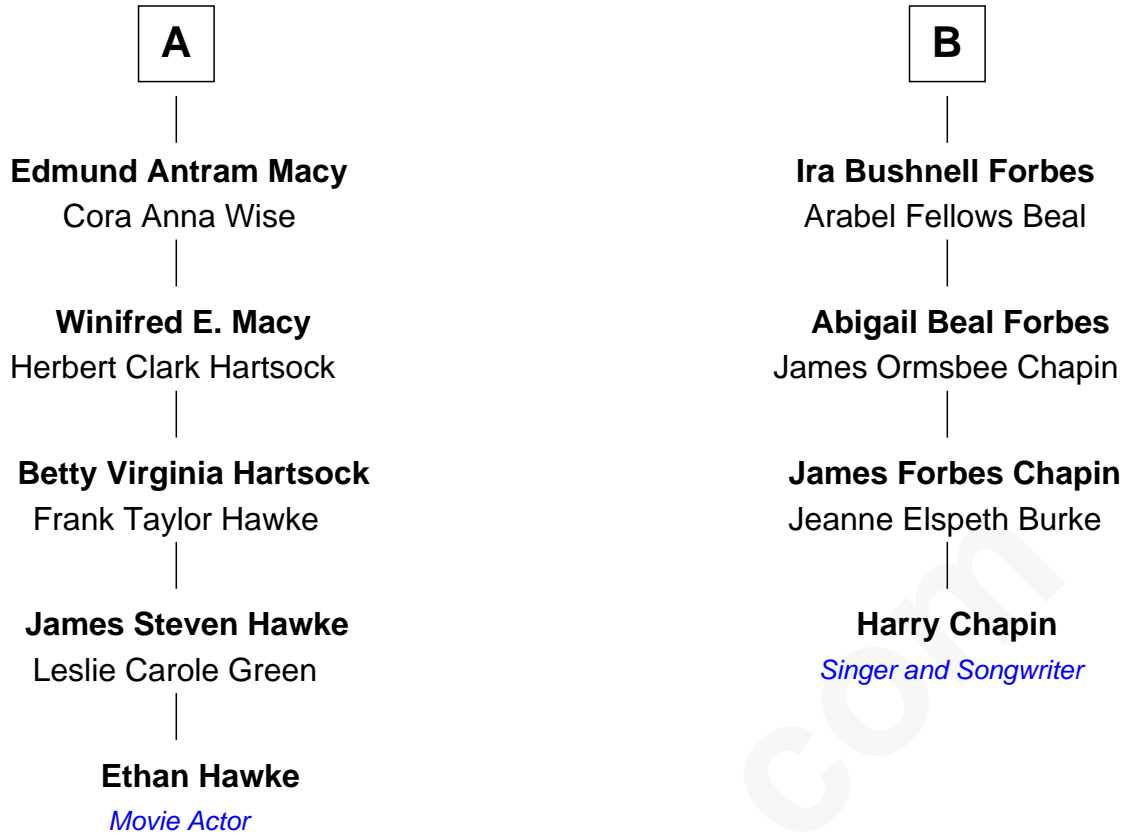 A
Edmund Antram Macy
Cora Anna Wise
Winifred E. Macy
Herbert Clark Hartsock
Betty Virginia Hartsock
Frank Taylor Hawke
James Steven Hawke
Leslie Carole Green
Ethan Hawke
Movie Actor
B
Ira Bushnell Forbes
Arabel Fellows Beal
Abigail Beal Forbes
James Ormsbee Chapin
James Forbes Chapin
Jeanne Elspeth Burke
Harry Chapin
Singer and Songwriter
com